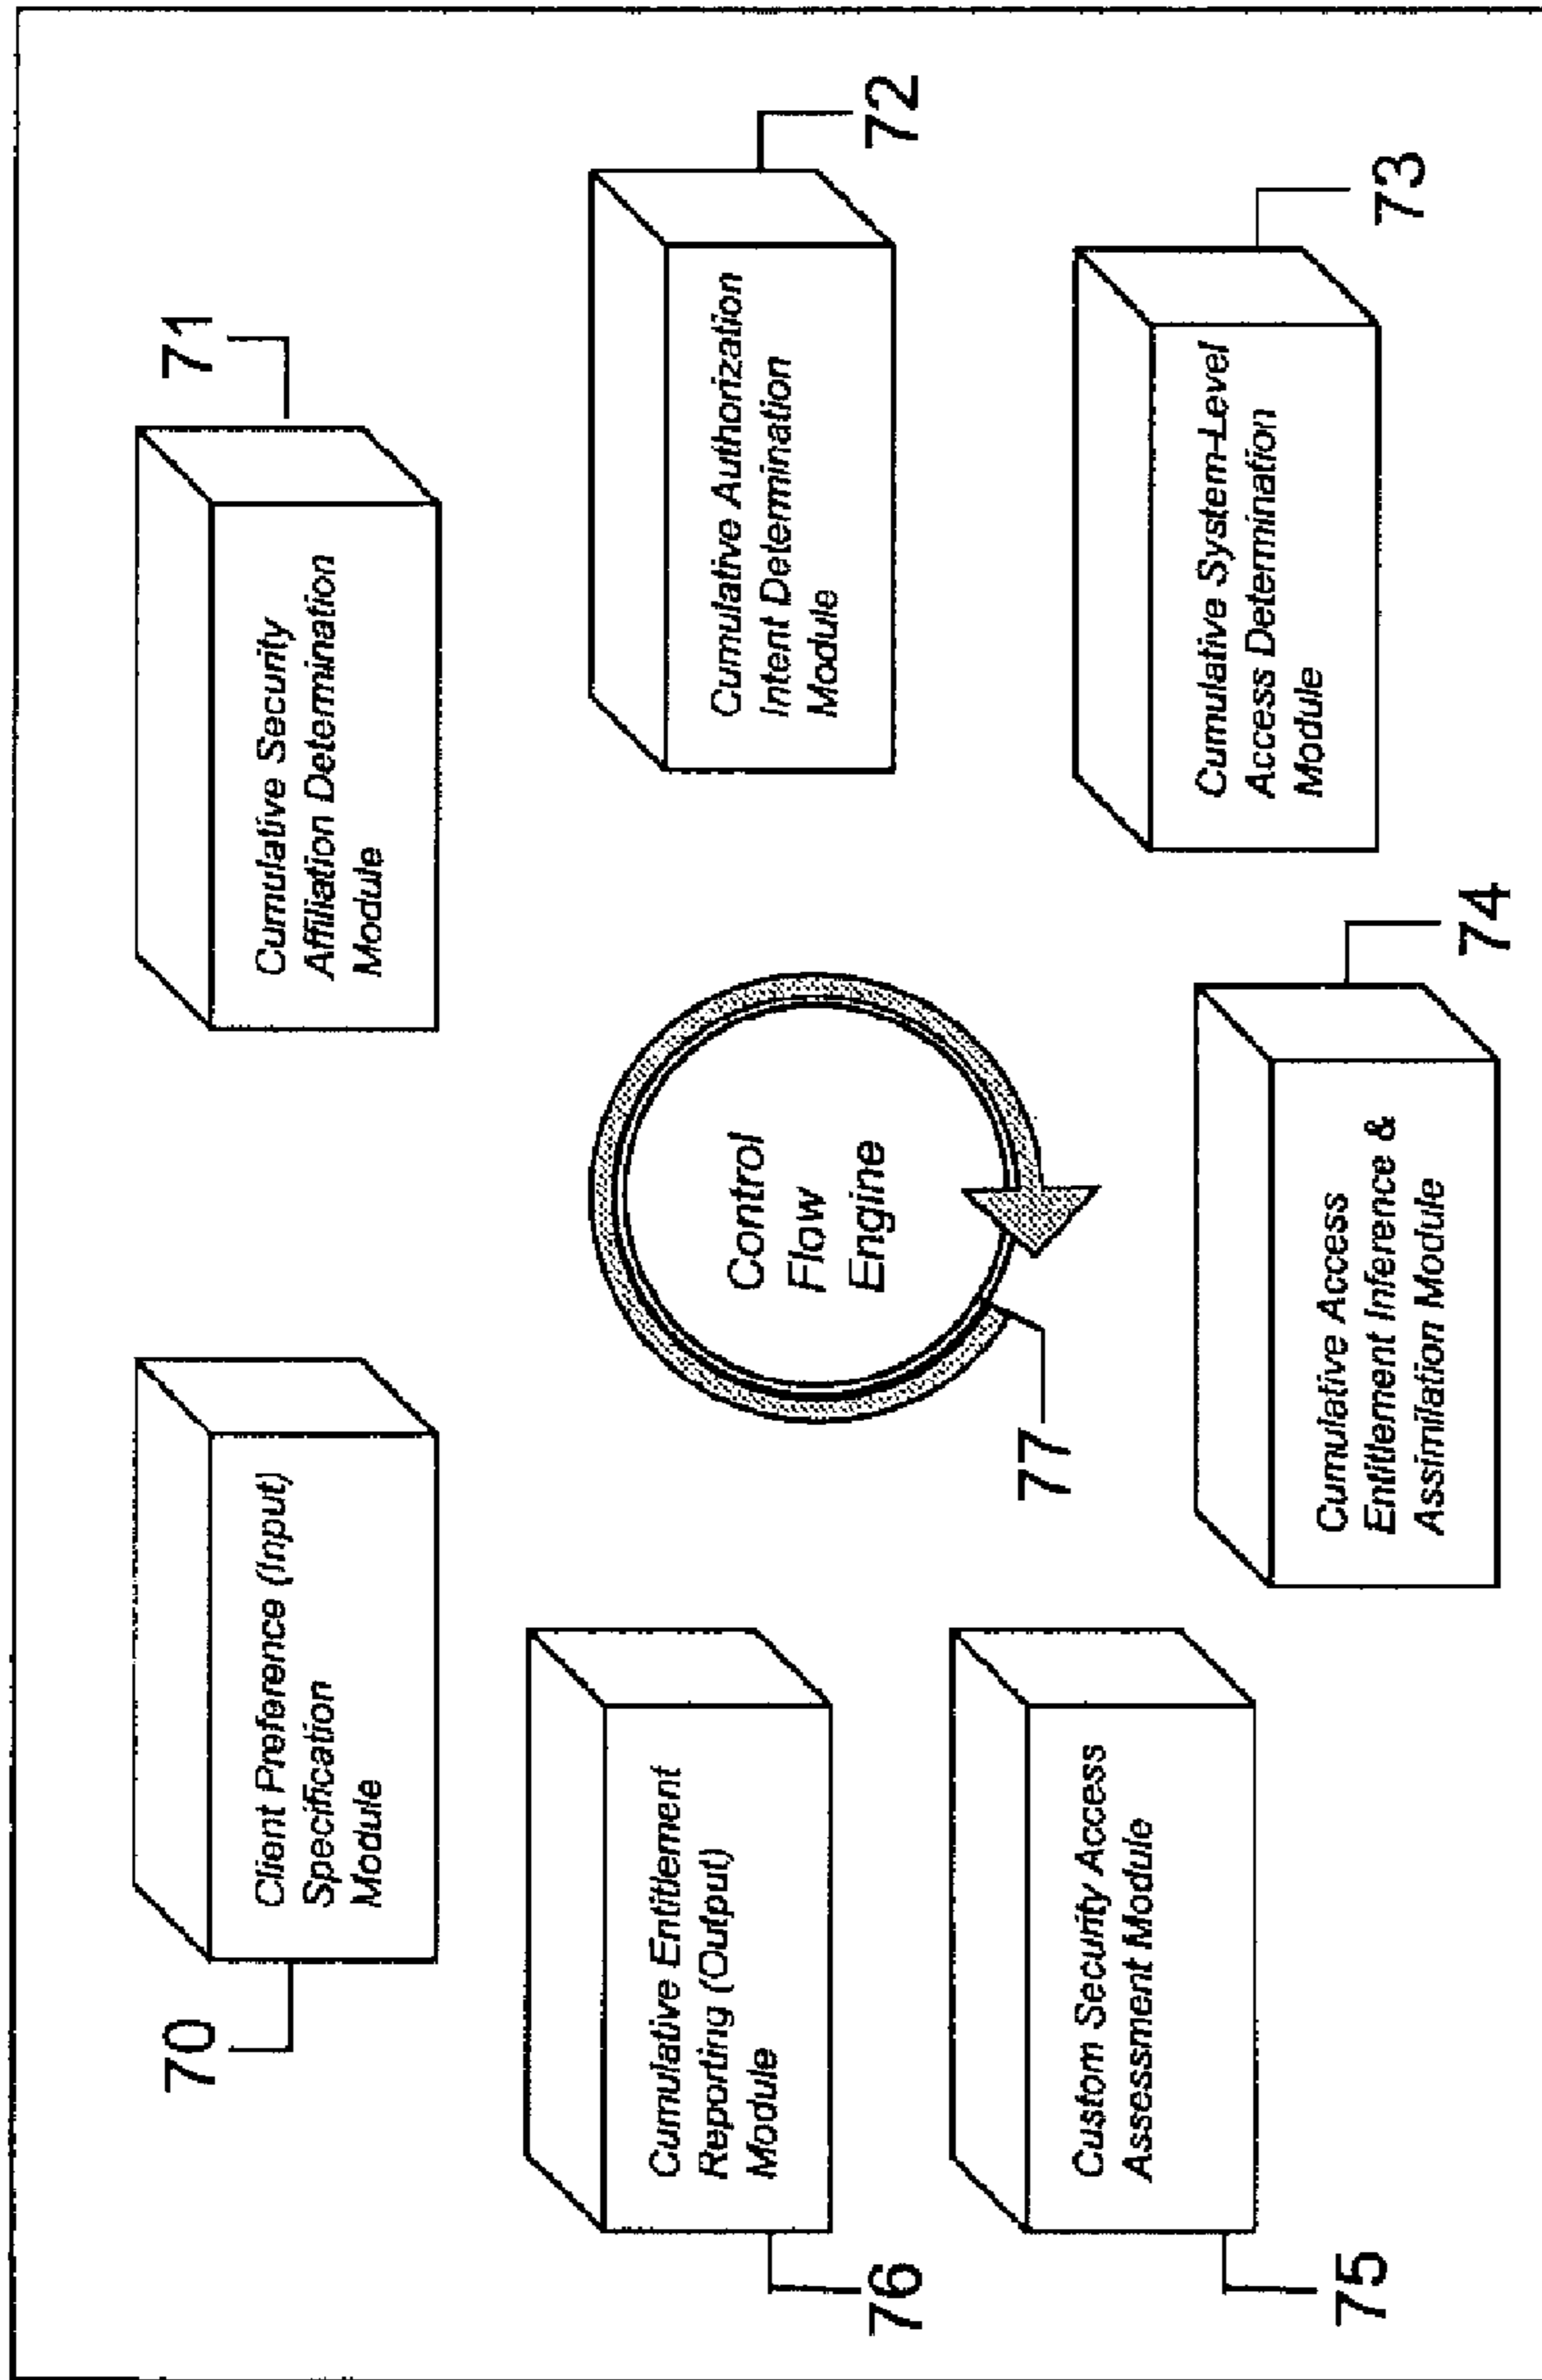 70
Client Preference (Input)
Specification
Module
71
Cumulative Security
Affiliation Determination
Module
76
Cumulative Entitlement
Reporting (Output)
Module
Control
Flow
Engine
77
Cumulative Authorization
Intent Determination
Module
72
75
Custom Security Access
Assessment Module
Cumulative Access
Entitlement Inference &
Assimilation Module
74
Cumulative System-Level
Access Determination
Module
73